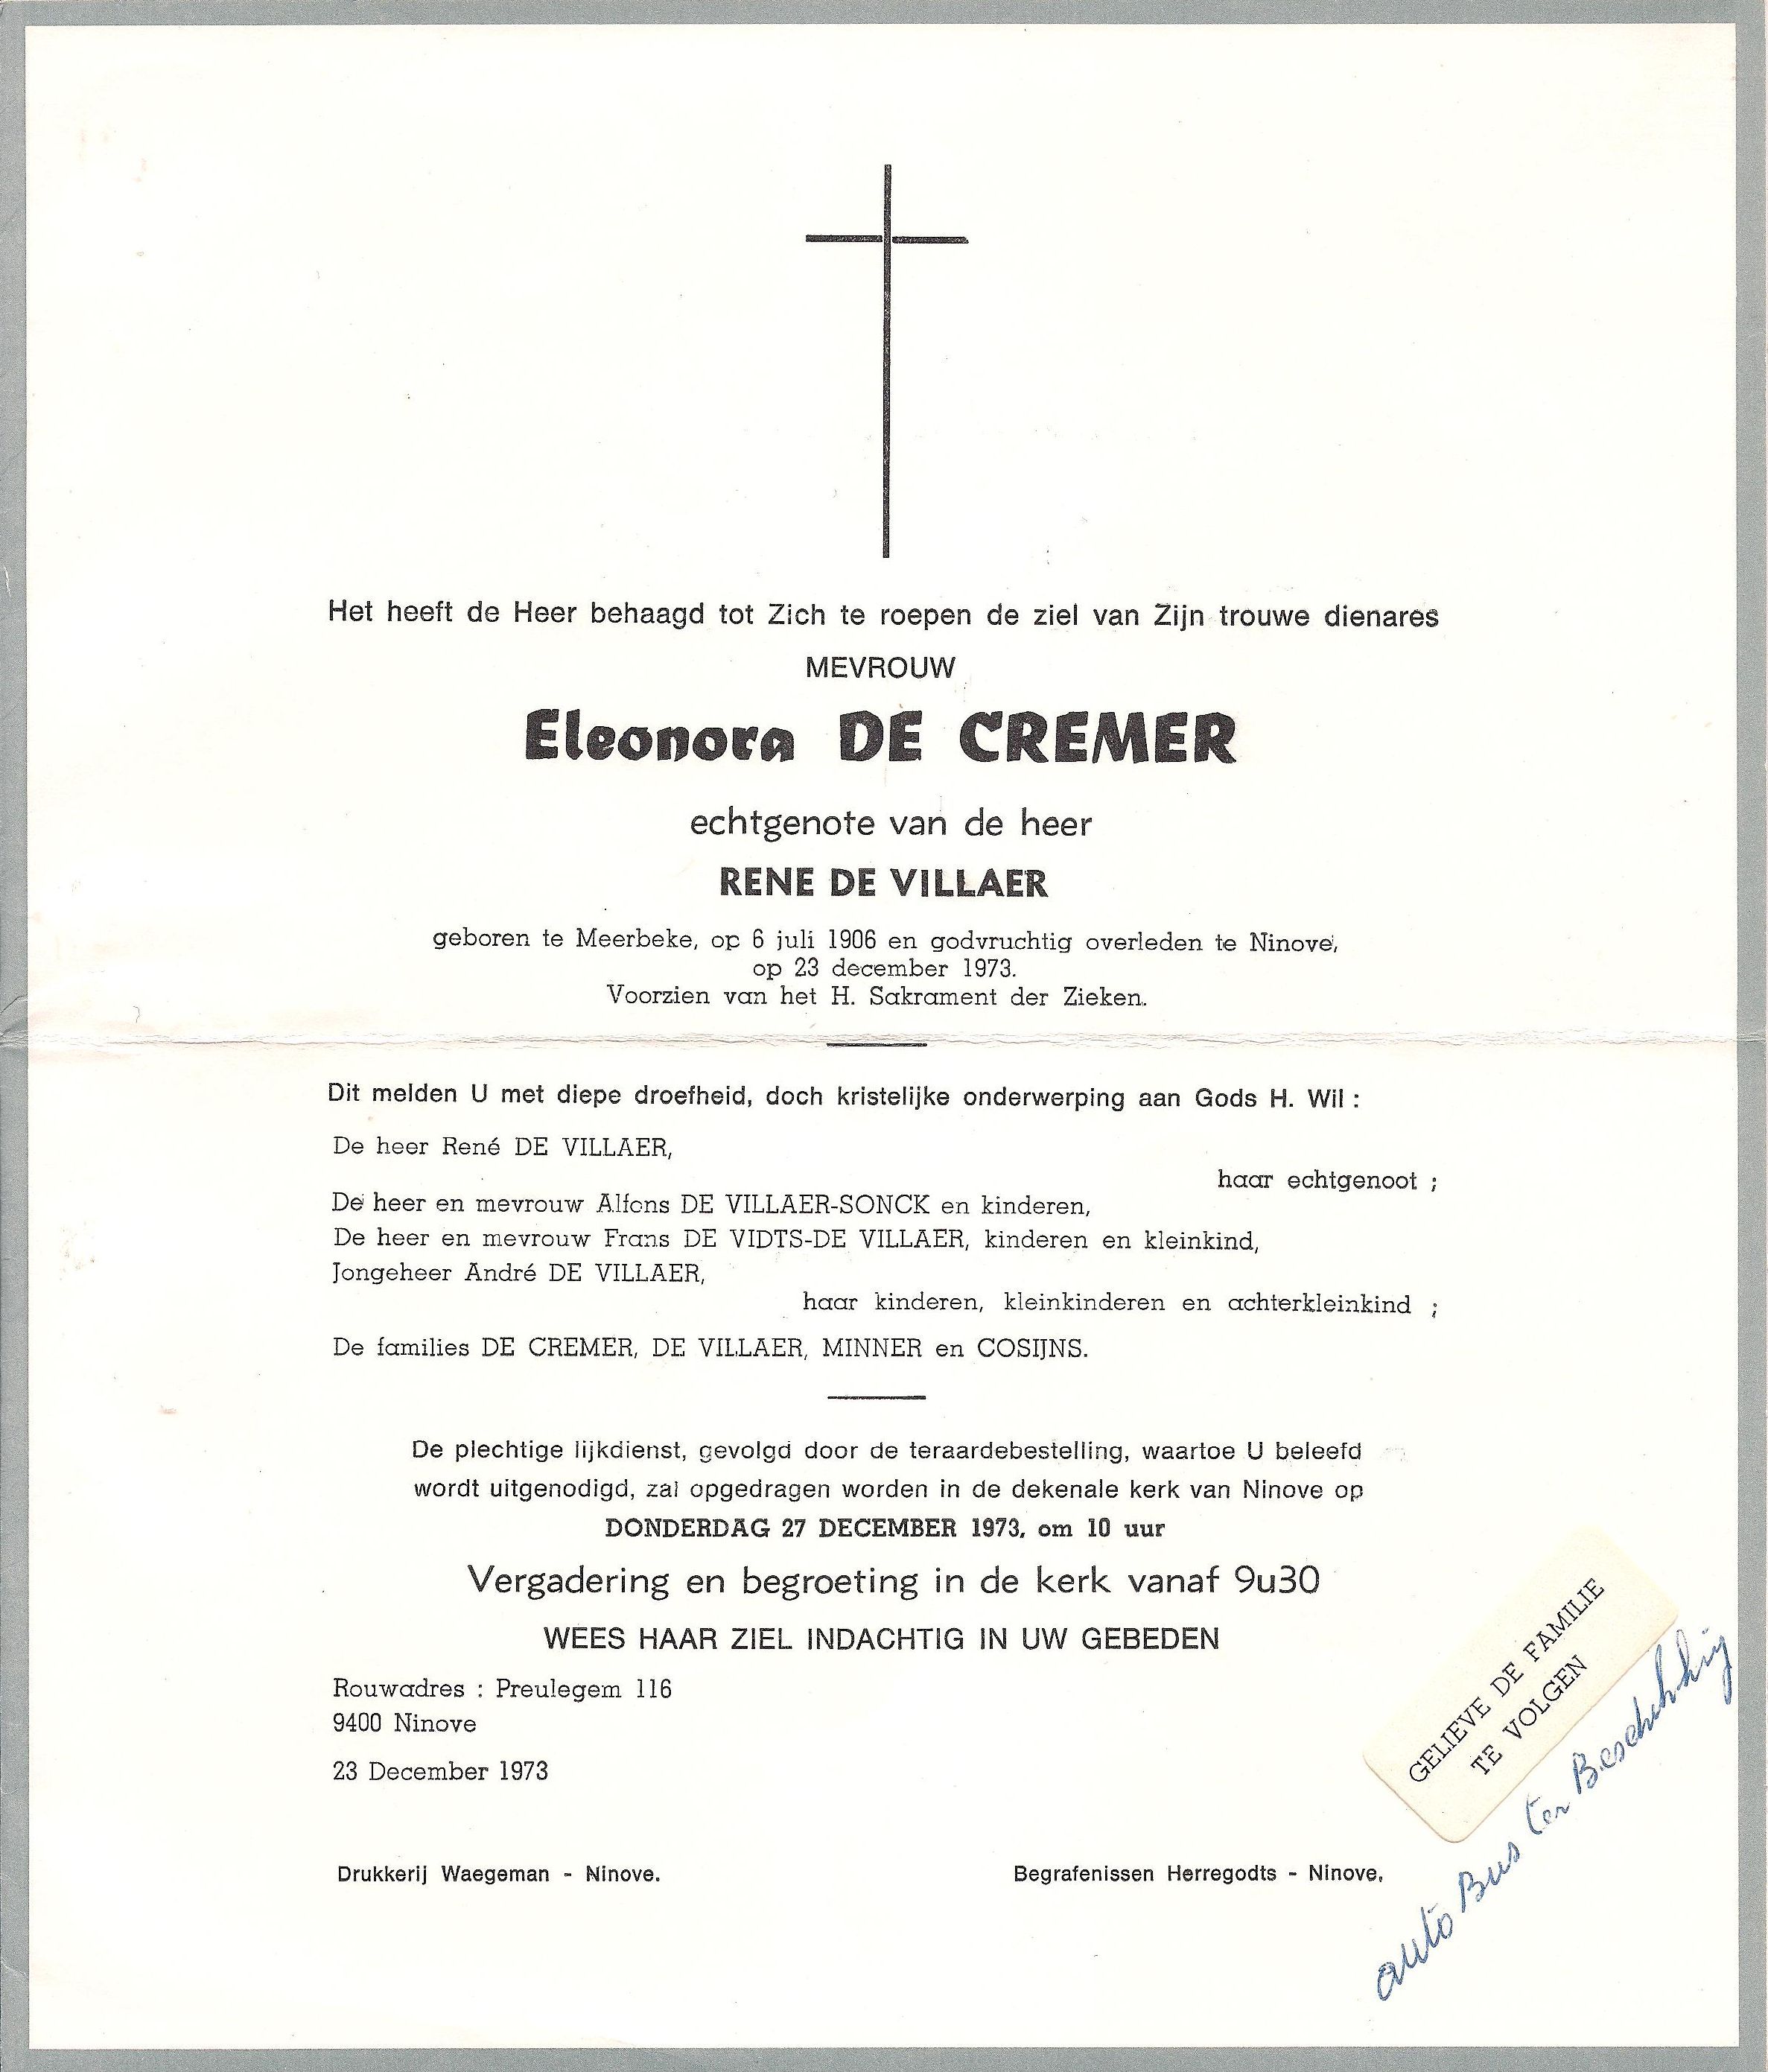 Het heeft de Heer behaagd tot Zich te roepen de ziel van Zijn trouwe dienares
MEVROUW
Eleonora DE CREMER
echtgenote van de heer
RENE DE VILLAER
geboren te Meerbeke, op 6 juli 1906 en godvruchtig overleden te Ninove,
op 23 december 1973.
Voorzien van het H. Sakrament der Zieken.
Dit melden U met diepe droefheid, doch kristelijke onderwerping aan Gods H. Wil :
De heer René DE VILLAER,
haar echtgenoot ;
De heer en mevrouw Alfons DE VILLAER-SONCK en kinderen,
De heer en mevrouw Frans DE VIDTS-DE VILLAER, kinderen en kleinkind,
Jongeheer André DE VILLAER,
haar kinderen, kleinkinderen en achterkleinkind ;
De families DE CREMER, DE VILLAER, MINNER en COSIJNS.
De plechtige lijkdienst, gevolgd door de teraardebestelling, waartoe U beleefd
wordt uitgenodigd, zal opgedragen worden in de dekenale kerk van Ninove op
DONDERDAG 27 DECEMBER 1973, om 10 uur
Vergadering en begroeting in de kerk vanaf 9u30
WEES HAAR ZIEL INDACHTIG IN UW GEBEDEN
Rouwadres : Preulegem 116
9400 Ninove
23 December 1973
GELIEVE DE FAMILIE
TE VOLGEN
auto Bus ter Beschikking
Drukkerij Waegeman - Ninove.
Begrafenissen Herregodts - Ninove,